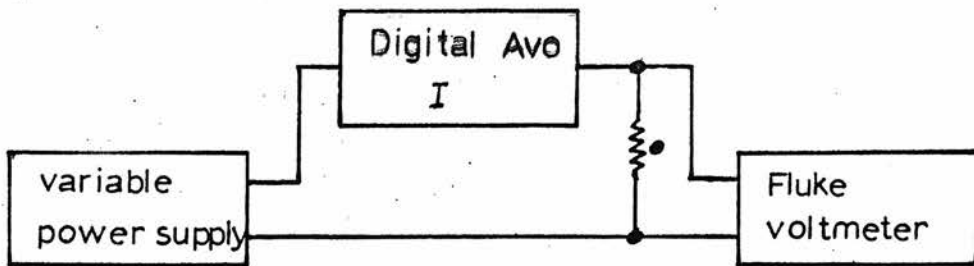 Digital Avo
I
variable
power supply
Fluke
voltmeter